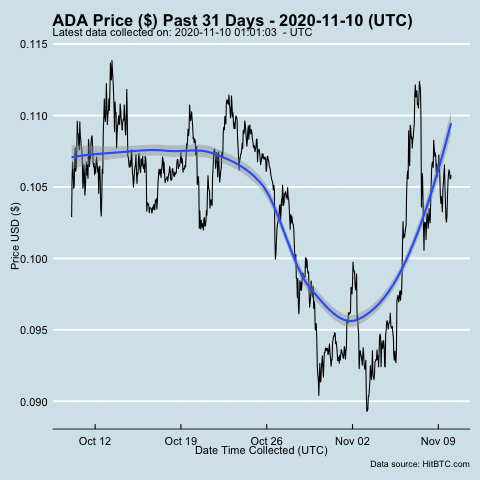 ADA Price ($) Past 31 Days - 2020-11-10 (UTC)
Latest data collected on: 2020-11-10 01:01:03 - UTC
0.115
0.110
0.105
0.100
0.095
0.090
Price USD ($)
Oct 12
Oct 19
Oct 26
Nov 02
Nov 09
Date Time Collected (UTC)
Data source: HitBTC.com